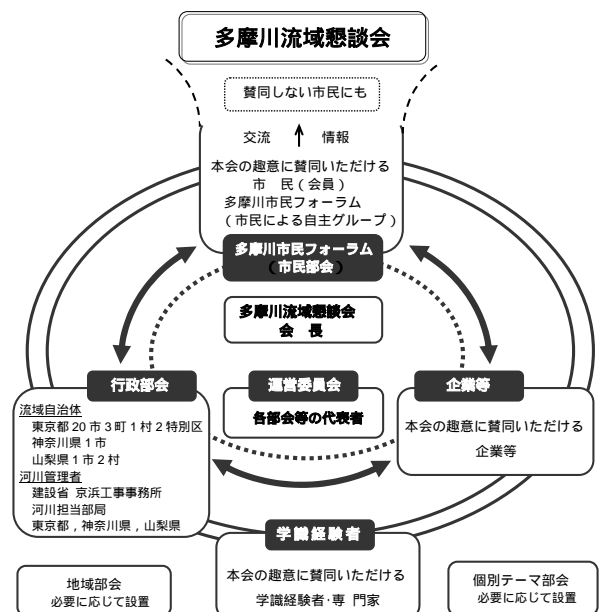 多摩川流域懇談会
賛同しない市民にも
交流 情報
本会の趣意に賛同いただける
市 民(会員)
多摩川市民フォーラム
(市民による自主グループ)
多摩川市民フォーラム
(市民部会)
多摩川流域懇談会
会 長
行政部会
流域自治体
東京都20市3町1村2特別区
神奈川県1市
山梨県1市2村
河川管理者
建設省 京浜工事事務所
河川担当部局
東京都,神奈川県,山梨県
運営委員会
各部会等の代表者
企業等
本会の趣意に賛同いただける
企業等
学識経験者
本会の趣意に賛同いただける
学識経験者・専 門家
地域部会
必要に応じて設置
個別テーマ部会
必要に応じて設置